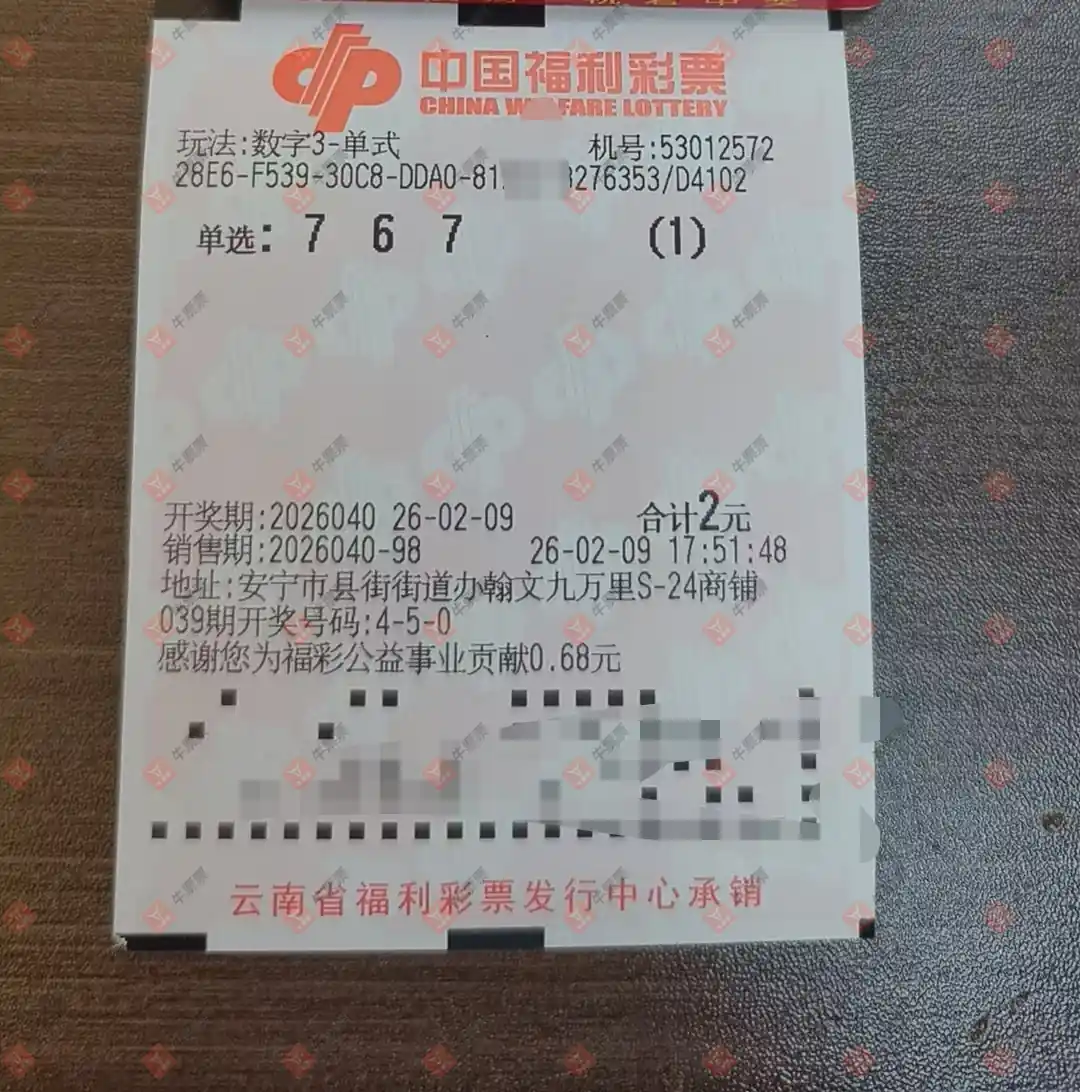 中国福利彩票
CHINA W FARE LOTTERY
玩法:数字3-单式 机号:53012572
28E6-F539-30C8-DDA0-81 276353/D4102
单选: 7 6 7 (1)
开奖期:2026040 26-02-09 合计2元
销售期:2026040-98 26-02-09 17:51:48
地址:安宁市县街街道办翰文九万里S-24商铺
039期开奖号码:4-5-0
感谢您为福彩公益事业贡献0.68元
云南省福利彩票发行中心承销
牛票票